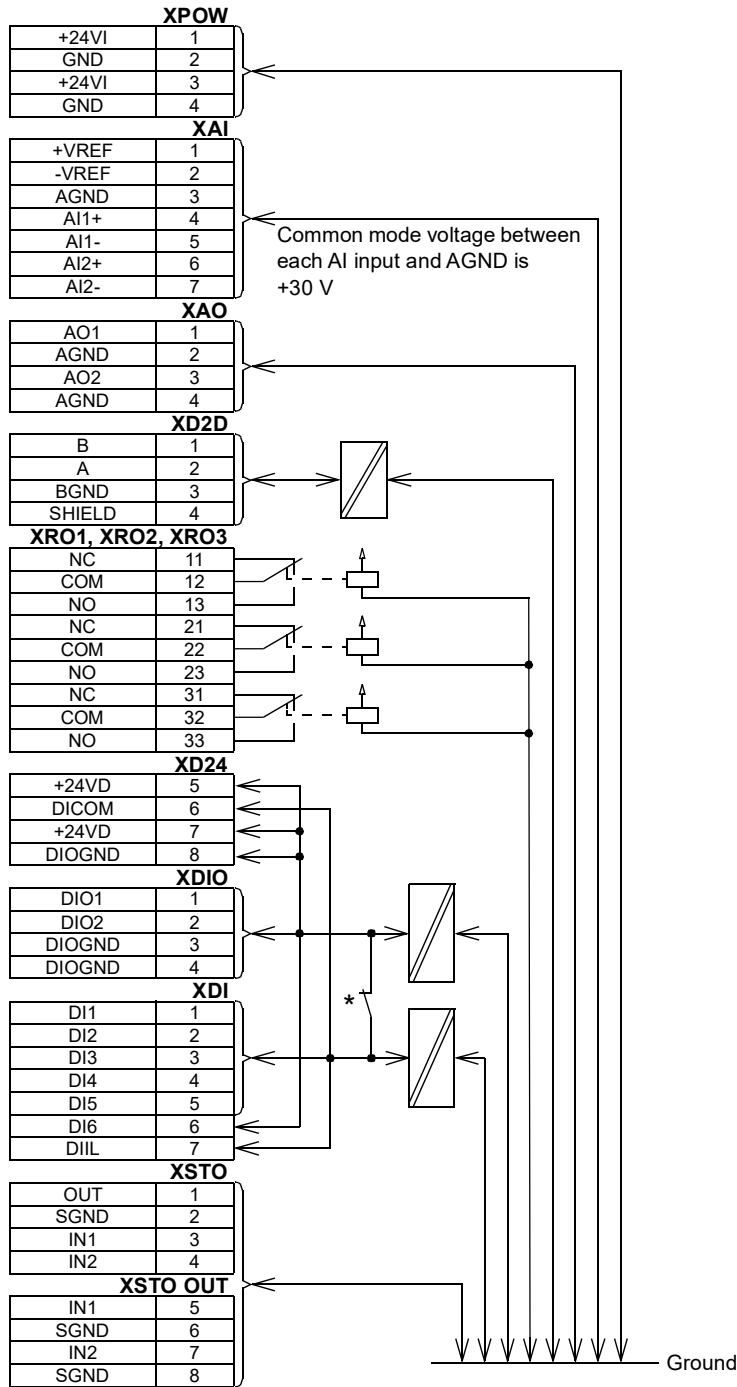 XPOW
+24VI 1
GND 2
+24VI 3
GND 4
XAI
+VREF 1
-VREF 2
AGND 3
AI1+ 4
AI1- 5
AI2+ 6
AI2- 7
Common mode voltage between
each AI input and AGND is
+30 V
XAO
AO1 1
AGND 2
AO2 3
AGND 4
XD2D
B 1
A 2
BGND 3
SHIELD 4
XRO1, XRO2, XRO3
NC 11
COM 12
NO 13
NC 21
COM 22
NO 23
NC 31
COM 32
NO 33
XD24
+24VD 5
DICOM 6
+24VD 7
DIOGND 8
XDIO
DIO1 1
DIO2 2
DIOGND 3
DIOGND 4
XDI
DI1 1
DI2 2
DI3 3
DI4 4
DI5 5
DI6 6
DIIL 7
*
XSTO
OUT 1
SGND 2
IN1 3
IN2 4
XSTO OUT
IN1 5
SGND 6
IN2 7
SGND 8
Ground